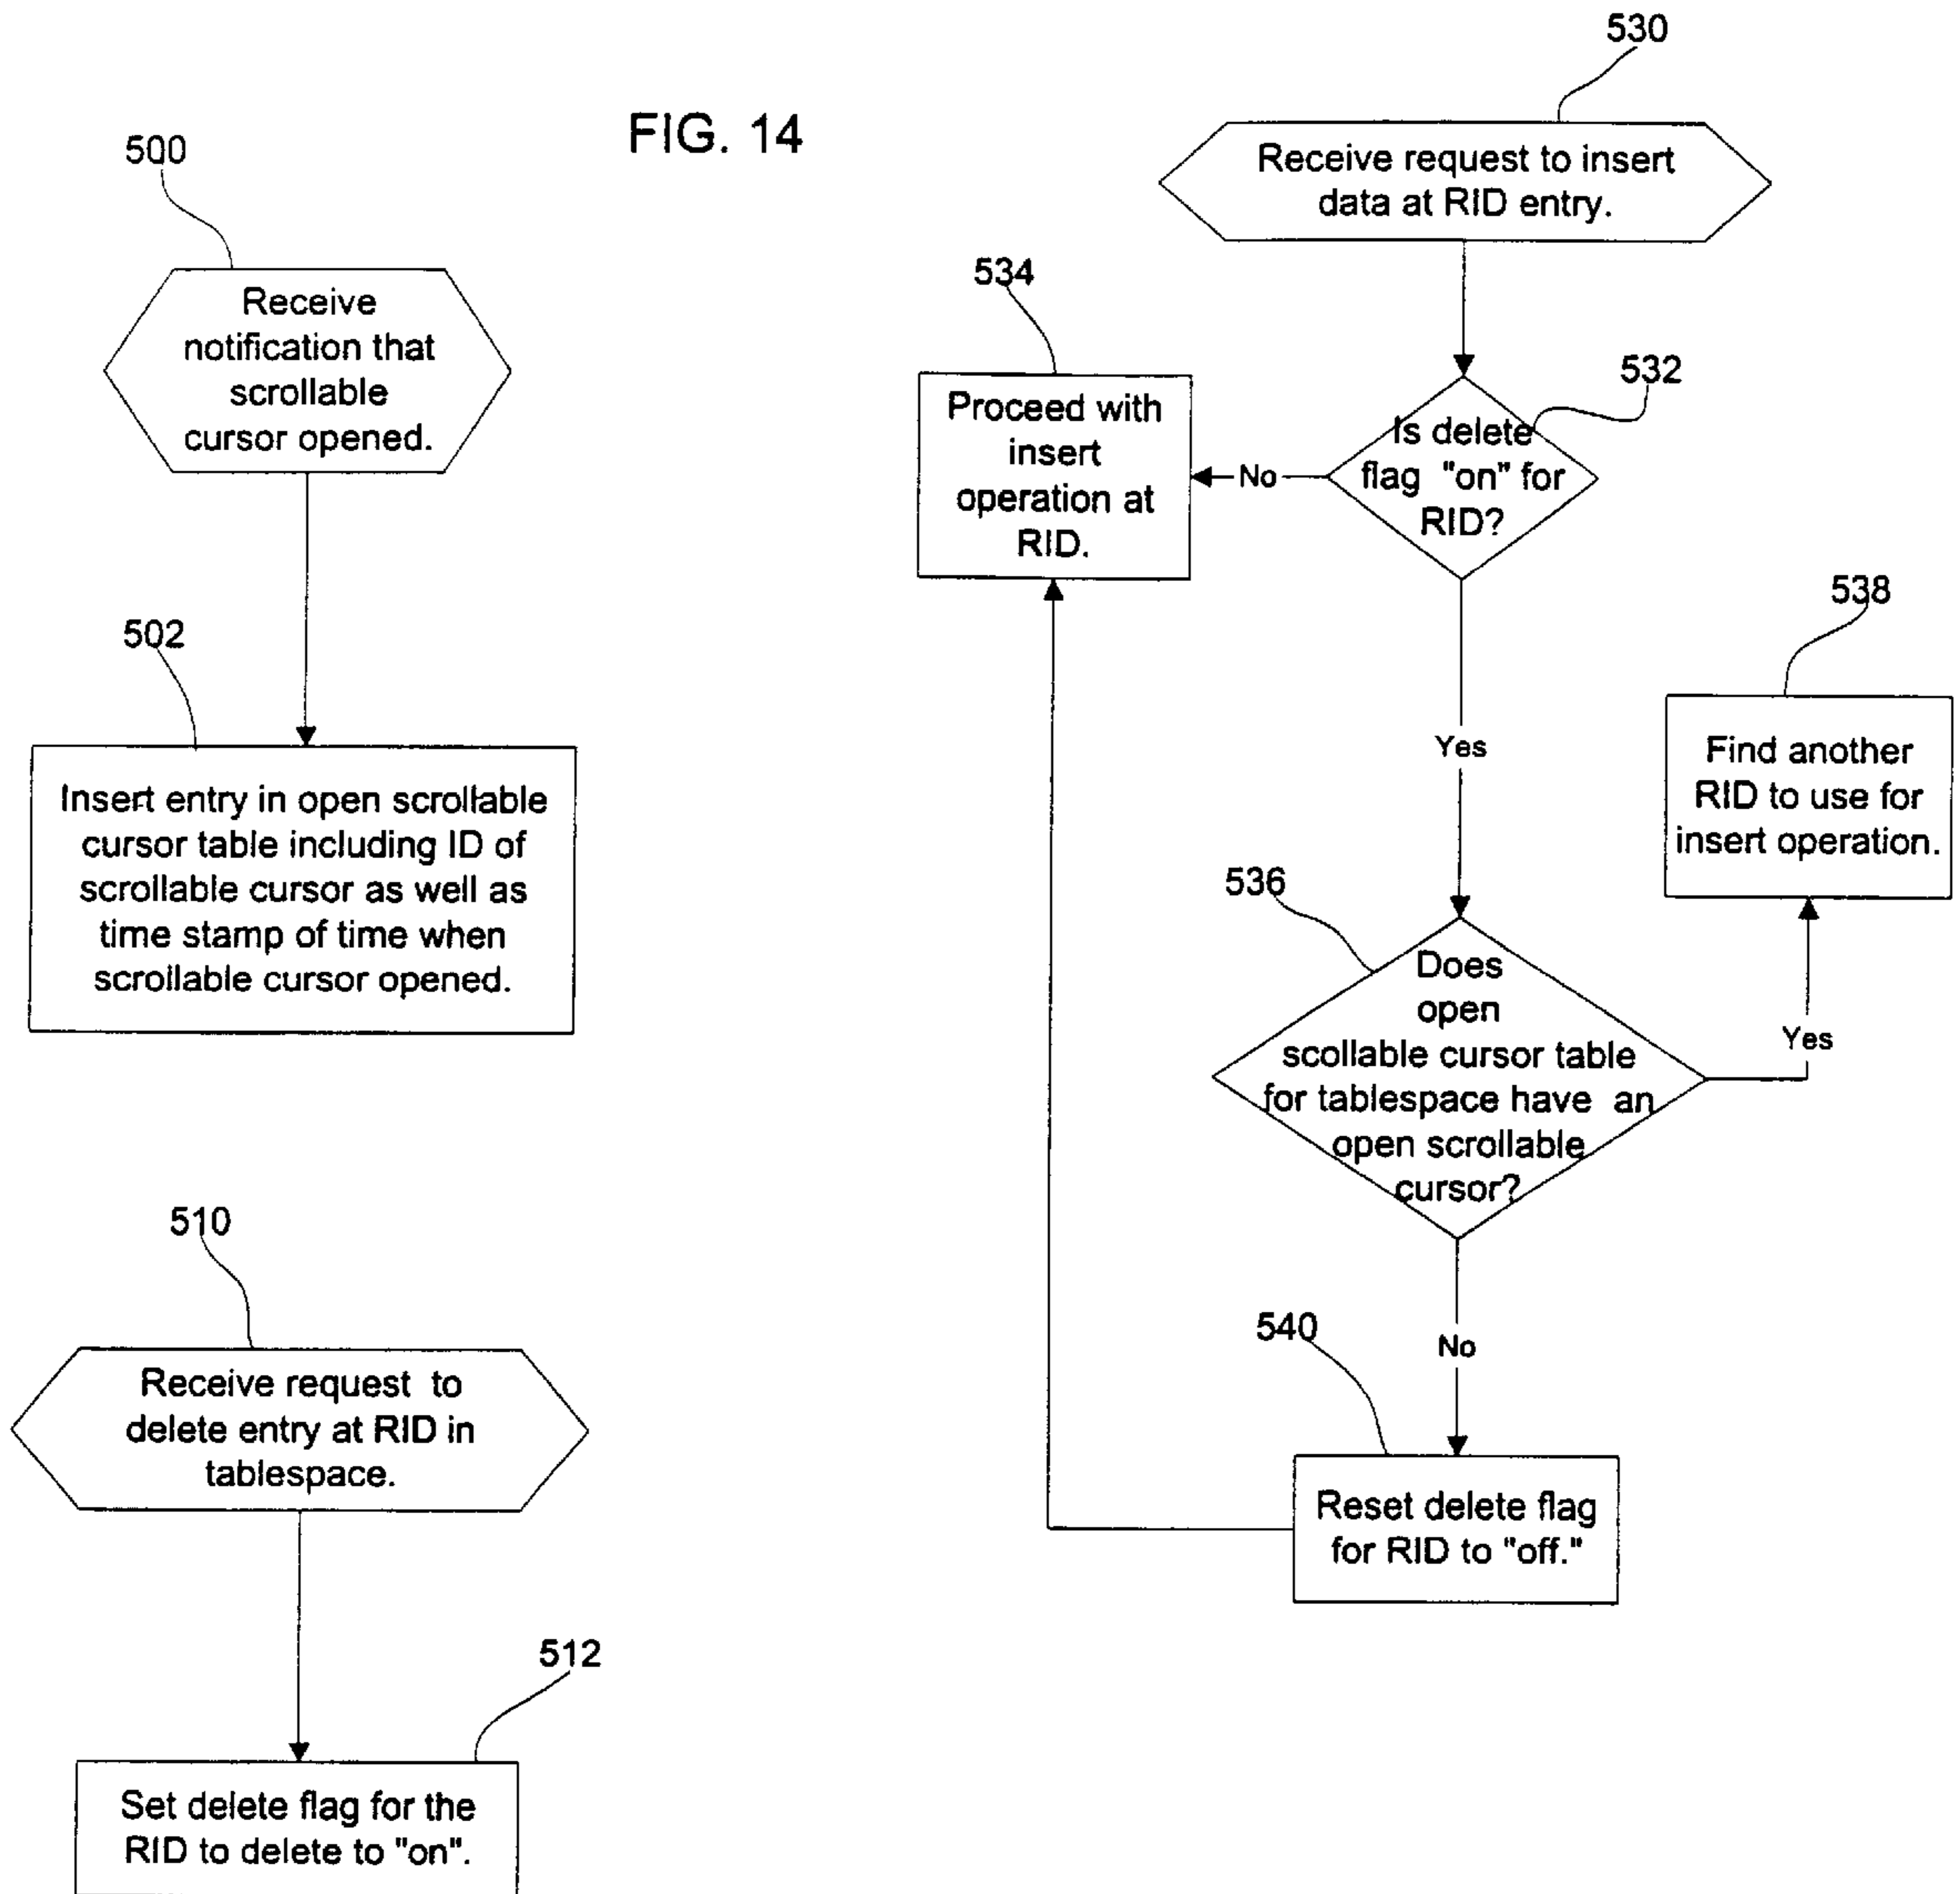 FIG. 14
500
Receive
notification that
scrollable
cursor opened.
502
Insert entry in open scrollable
cursor table including ID of
scrollable cursor as well as
time stamp of time when
scrollable cursor opened.
510
Receive request to
delete entry at RID in
tablespace.
512
Set delete flag for the
RID to delete to "on".
530
Receive request to insert
data at RID entry.
532
Is delete
flag "on" for
RID?
No
534
Proceed with
insert
operation at
RID.
Yes
536
Does
open
scollable cursor table
for tablespace have an
open scrollable
cursor?
Yes
538
Find another
RID to use for
insert operation.
No
540
Reset delete flag
for RID to "off."